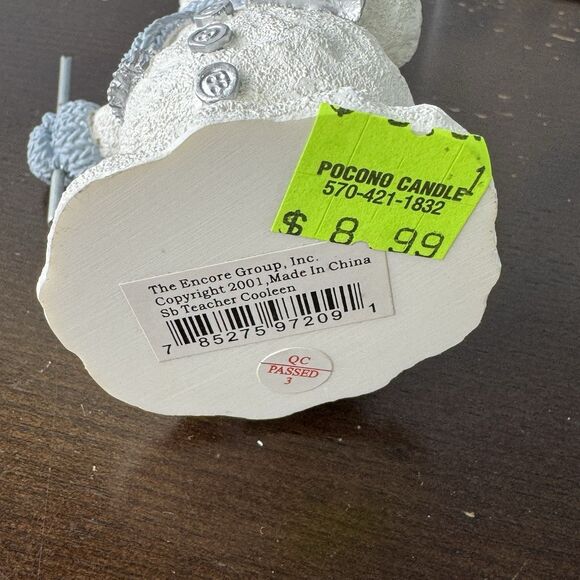 POCONO CANDLE
570-421-1832
1
$ 8 99
The Encore Group, Inc.
Copyright 2001,Made In China
Sb Teacher Cooleen
7 85275 97209 1
QC
PASSED
3